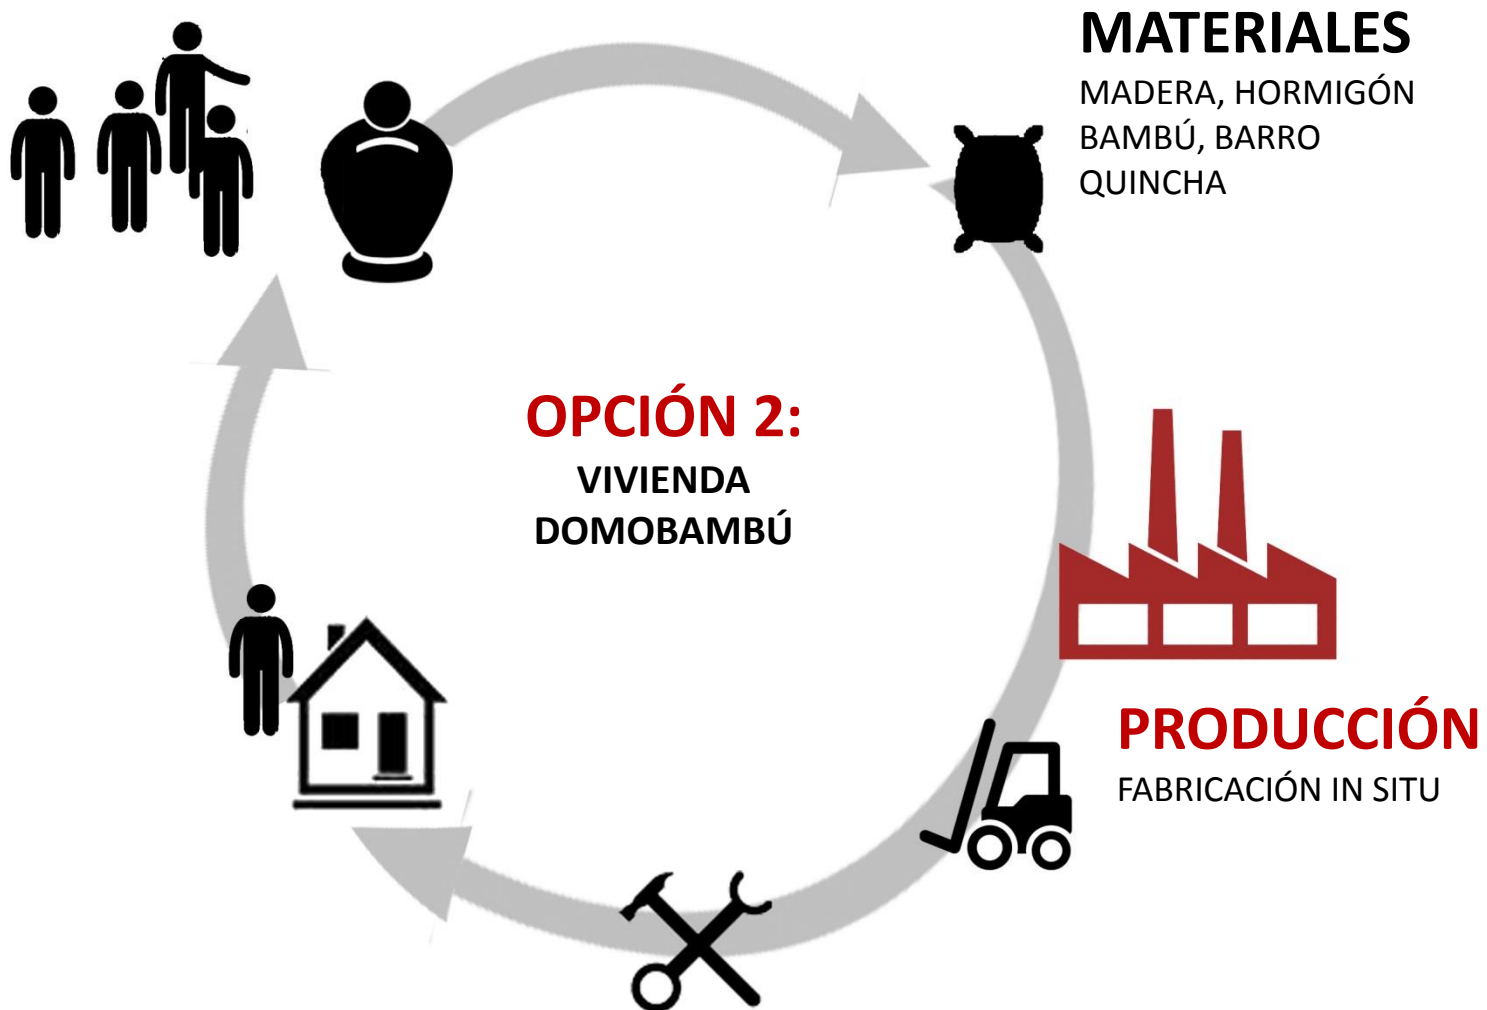 MATERIALES
MADERA, HORMIGÓN
BAMBÚ, BARRO
QUINCHA
OPCIÓN 2:
VIVIENDA
DOMOBAMBÚ
PRODUCCIÓN
FABRICACIÓN IN SITU